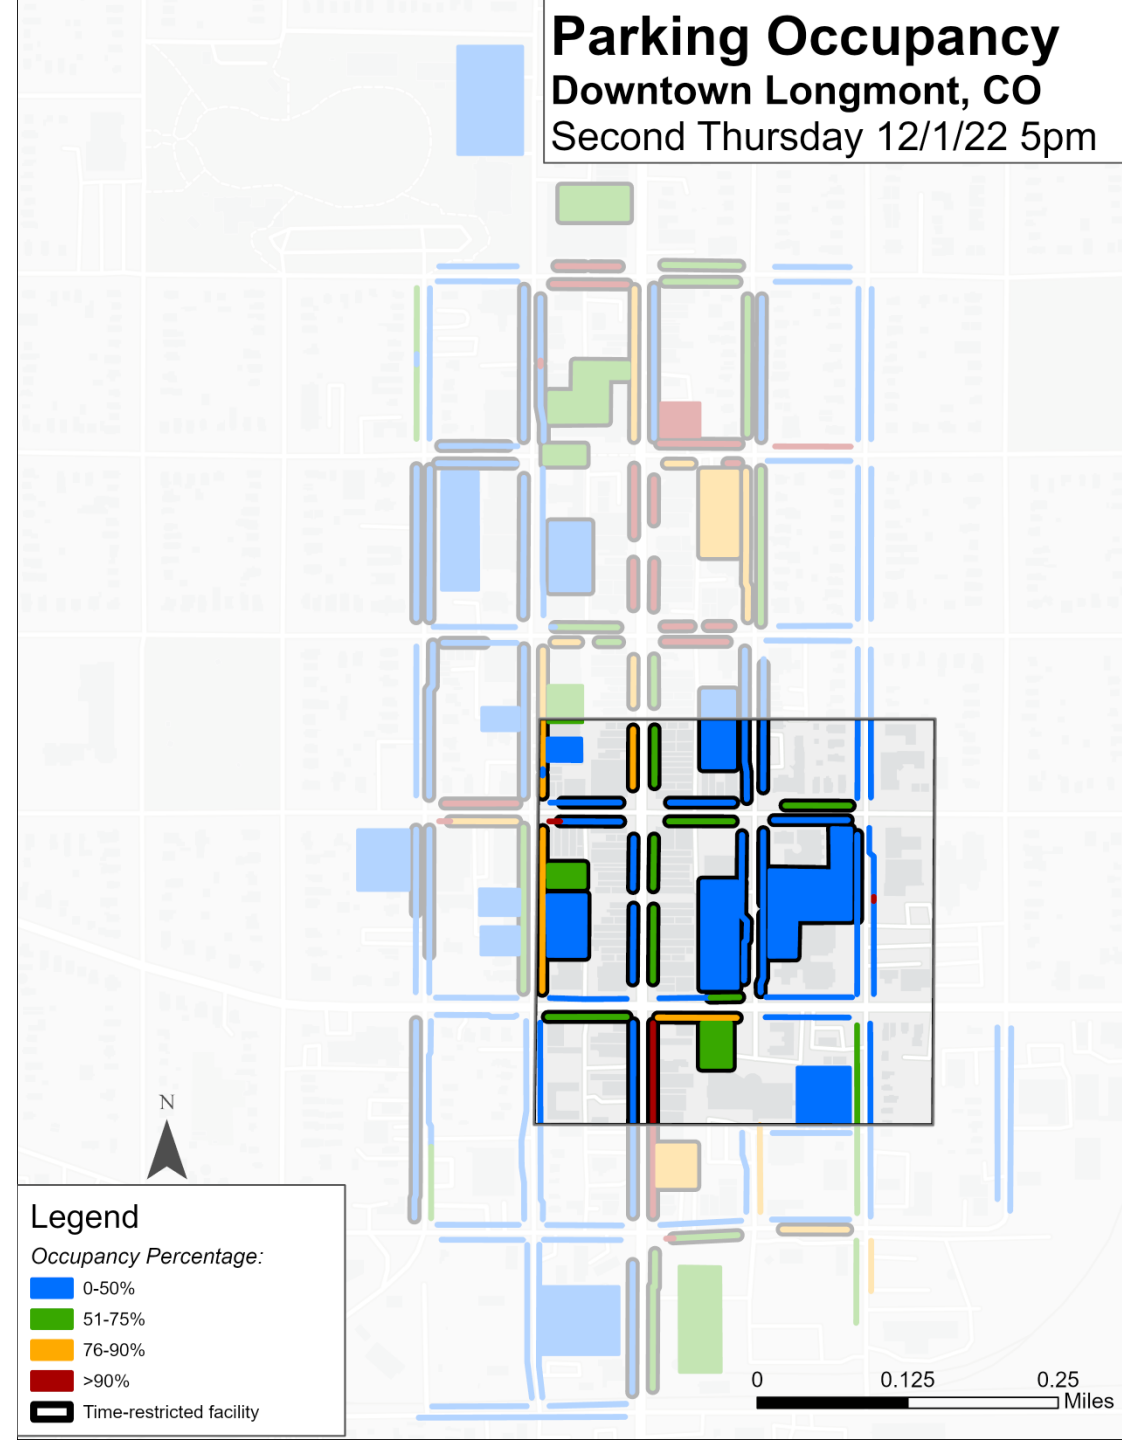 Parking Occupancy
Downtown Longmont, CO
Second Thursday 12/1/22 5pm
N
Legend
Occupancy Percentage:
0-50%
51-75%
76-90%
>90%
Time-restricted facility
0 0.125 0.25
Miles